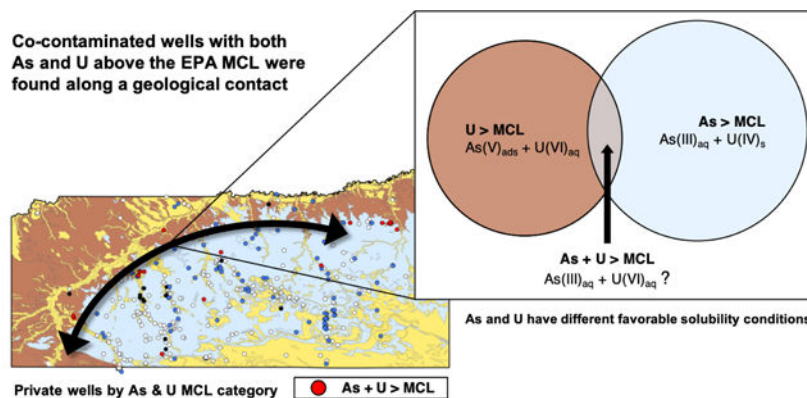 Co-contaminated wells with both
As and U above the EPA MCL were
found along a geological contact
U > MCL
As(V)ads + U(VI)aq
As > MCL
As(III)aq + U(IV)s
As + U > MCL
As(III)aq + U(VI)aq ?
As and U have different favorable solubility conditions
Private wells by As & U MCL category
As + U > MCL